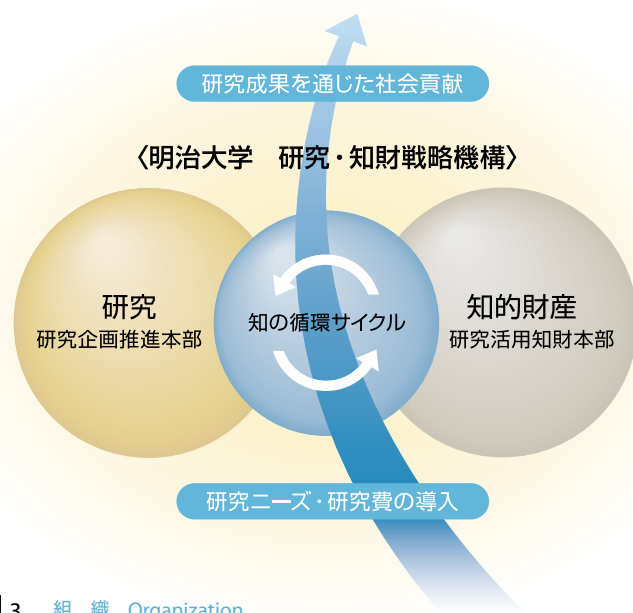 研究成果を通じた社会貢献
〈明治大学　研究・知財戦略機構〉
研究
研究企画推進本部
知の循環サイクル
知的財産
研究活用知財本部
研究ニーズ・研究費の導入
3 組 織 Organization